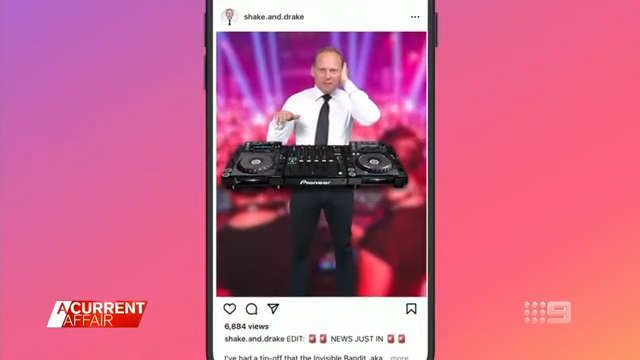 shake.and.drake
Pioneer
6,884 views
shake.and.drake EDIT: 🚨🚨 NEWS JUST IN 🚨🚨
I've had a tip-off that the Invisible Bandit, aka ... more
A CURRENT
AFFAIR
9